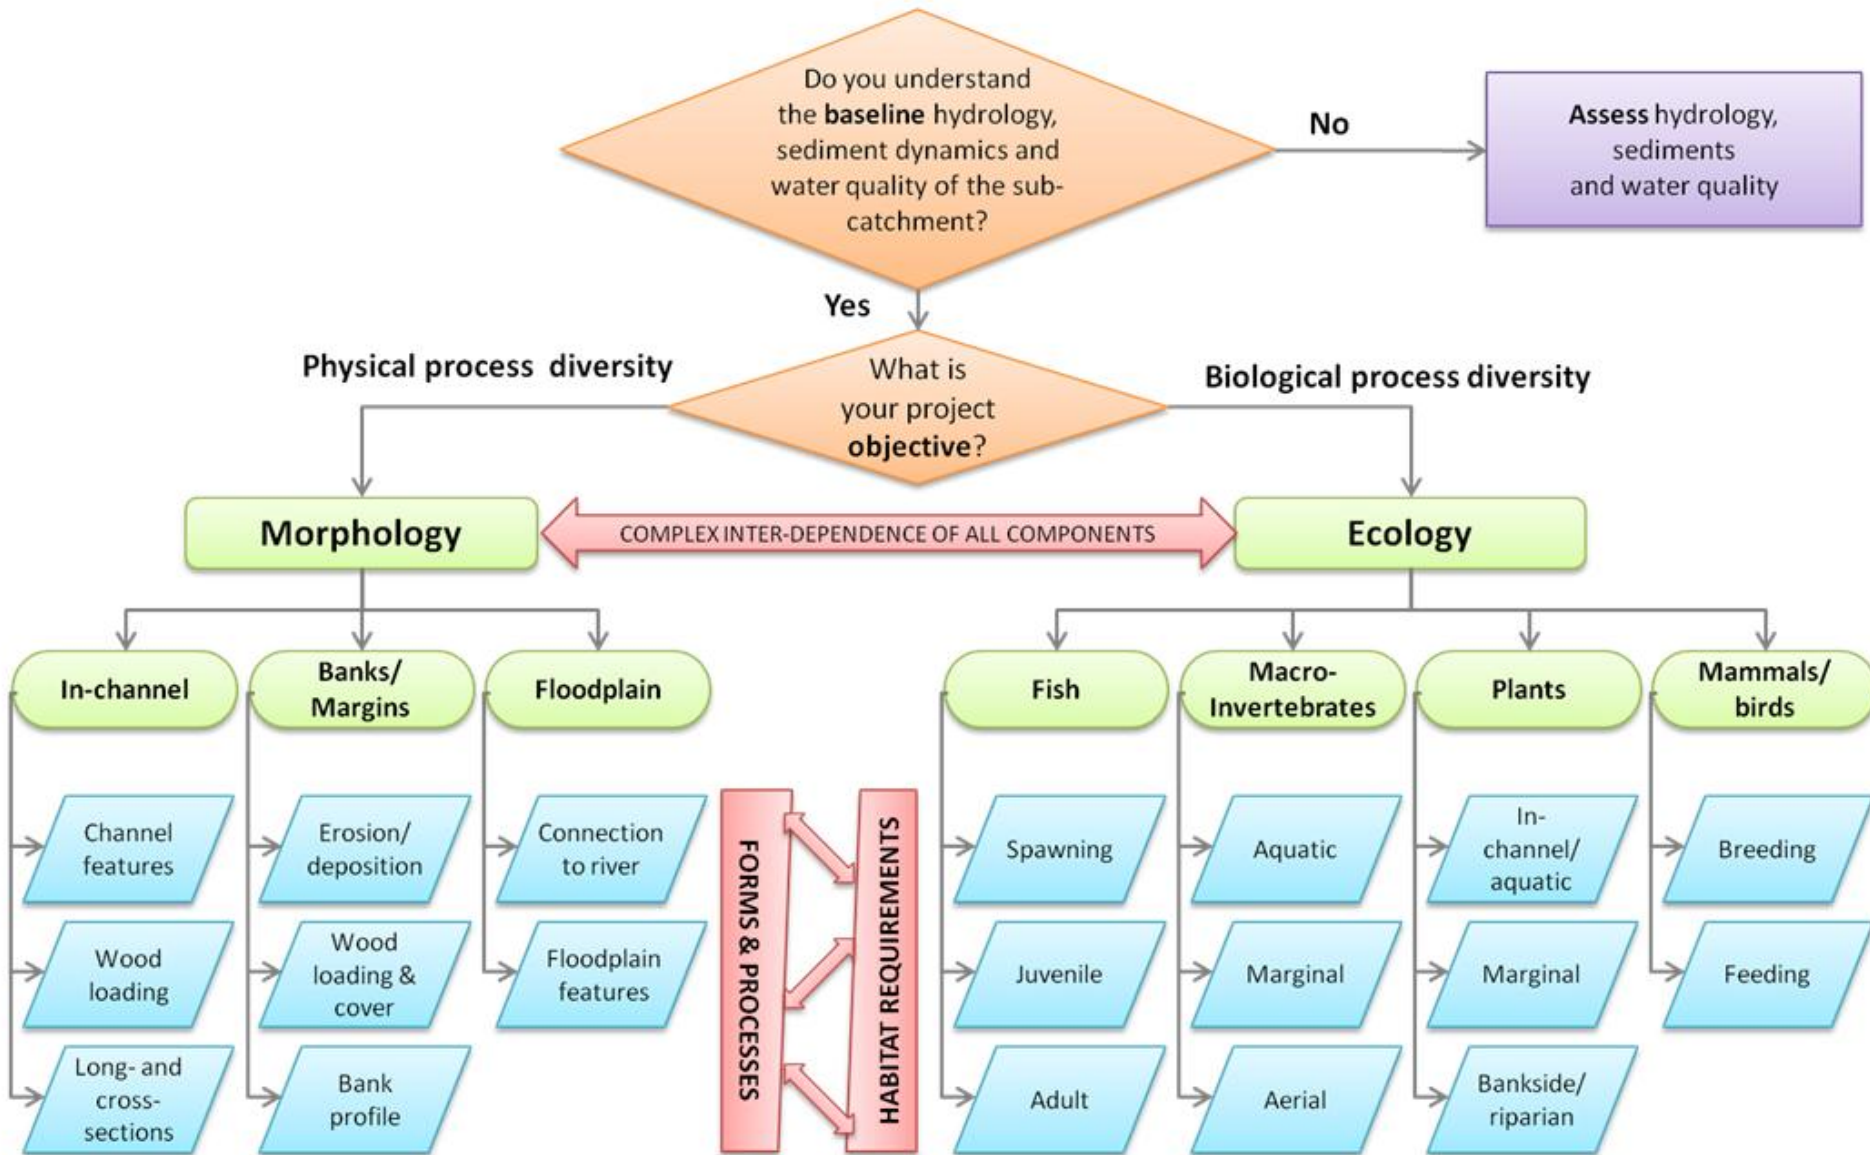 Do you understand
the baseline hydrology,
sediment dynamics and
water quality of the sub-
catchment?
No
Assess hydrology,
sediments
and water quality
Yes
Physical process diversity
What is
your project
objective?
Biological process diversity
Morphology
COMPLEX INTER-DEPENDENCE OF ALL COMPONENTS
Ecology
In-channel
Banks/
Margins
Floodplain
Fish
Macro-
Invertebrates
Plants
Mammals/
birds
Channel
features
Erosion/
deposition
Connection
to river
Wood
loading
Wood
loading &
cover
Floodplain
features
Long- and
cross-
sections
Bank
profile
FORMS & PROCESSES
HABITAT REQUIREMENTS
Spawning
Aquatic
In-
channel/
aquatic
Breeding
Juvenile
Marginal
Marginal
Feeding
Adult
Aerial
Bankside/
riparian